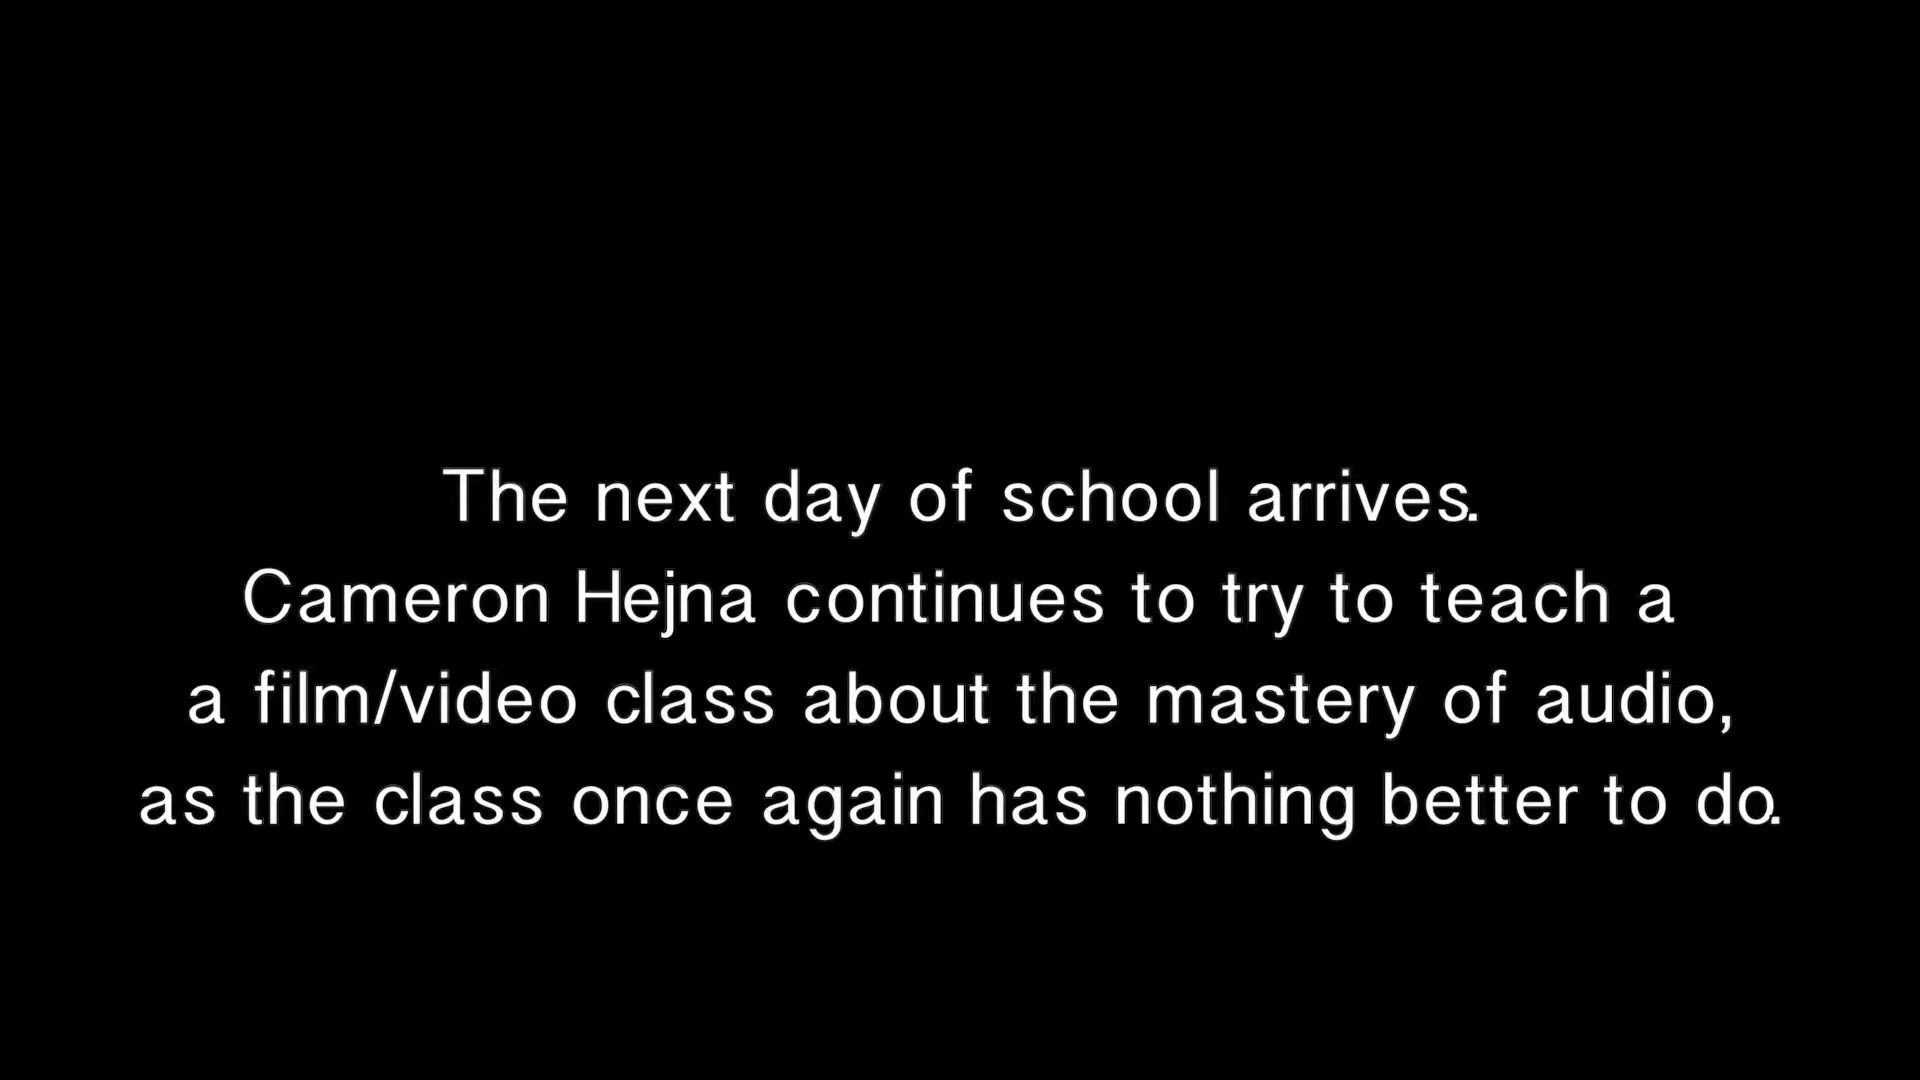 The next day of school arrives.
Cameron Hejna continues to try to teach a
a film/video class about the mastery of audio,
as the class once again has nothing better to do.